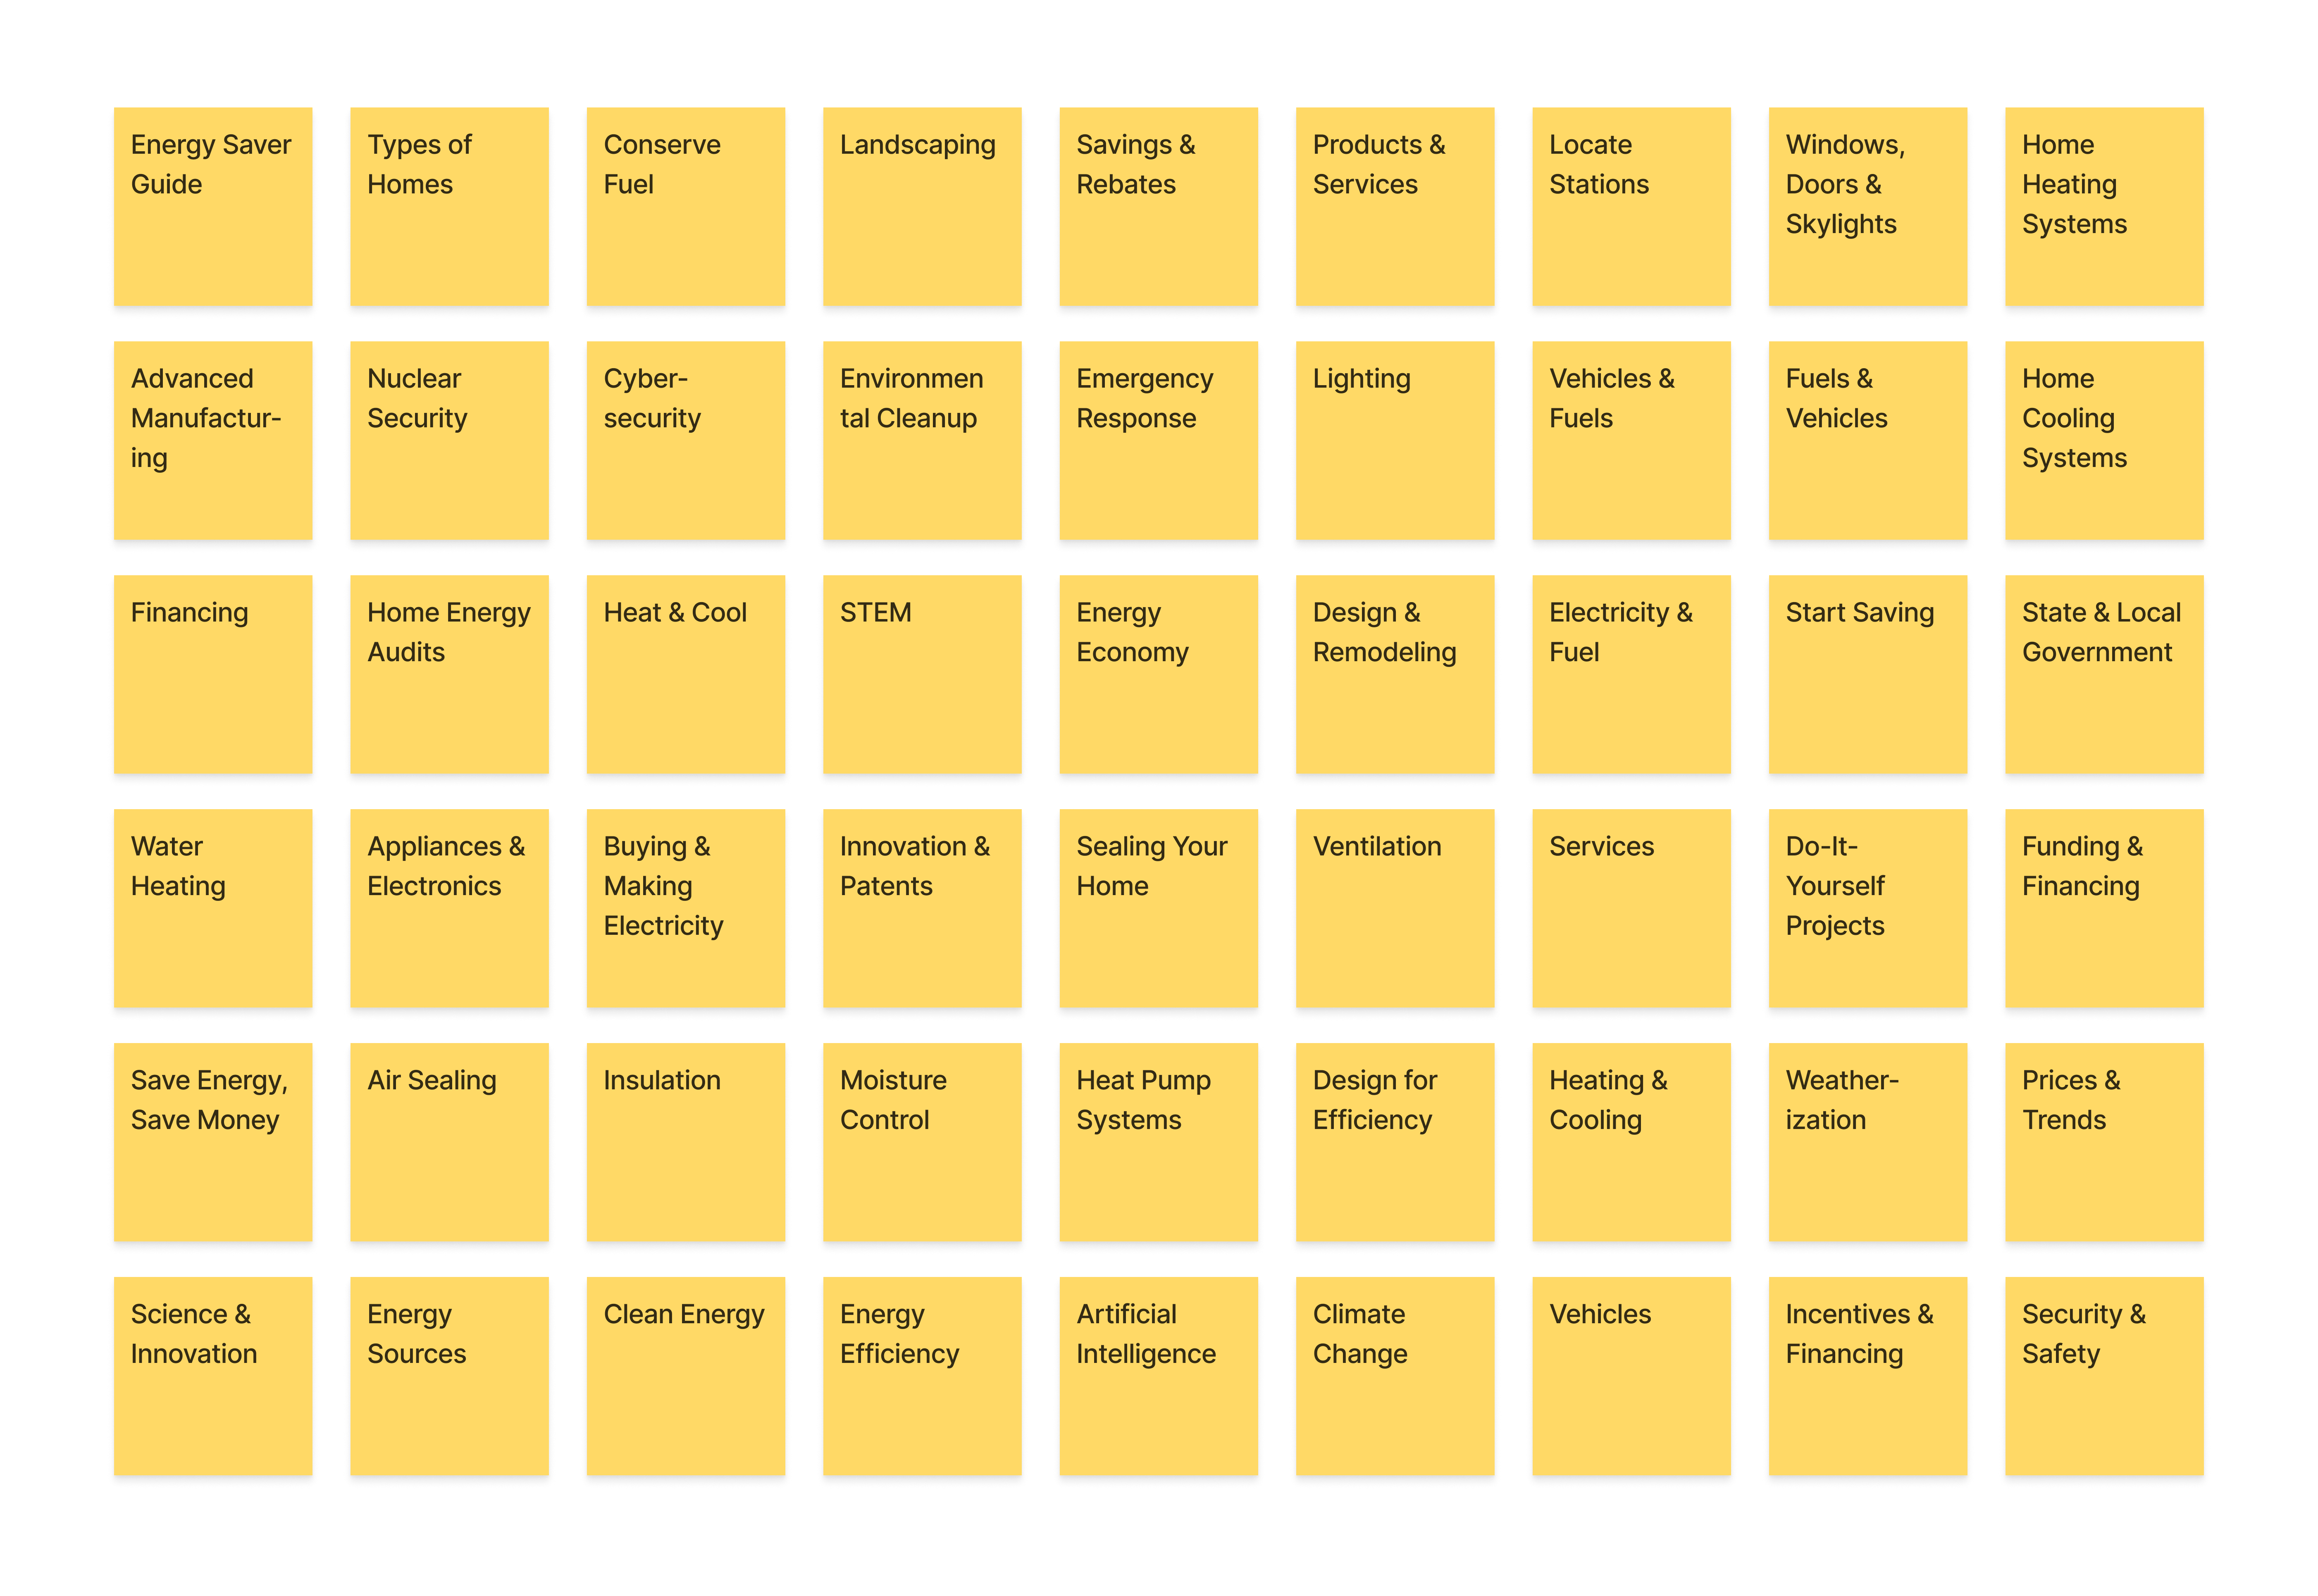 Energy Saver
Guide
Types of
Homes
Conserve
Fuel
Landscaping
Savings &
Rebates
Products &
Services
Locate
Stations
Windows,
Doors &
Skylights
Home
Heating
Systems
Advanced
Manufactur-
ing
Nuclear
Security
Cyber-
security
Environmen
tal Cleanup
Emergency
Response
Lighting
Vehicles &
Fuels
Fuels &
Vehicles
Home
Cooling
Systems
Financing
Home Energy
Audits
Heat & Cool
STEM
Energy
Economy
Design &
Remodeling
Electricity &
Fuel
Start Saving
State & Local
Government
Water
Heating
Appliances &
Electronics
Buying &
Making
Electricity
Innovation &
Patents
Sealing Your
Home
Ventilation
Services
Do-It-
Yourself
Projects
Funding &
Financing
Save Energy,
Save Money
Air Sealing
Insulation
Moisture
Control
Heat Pump
Systems
Design for
Efficiency
Heating &
Cooling
Weather-
ization
Prices &
Trends
Science &
Innovation
Energy
Sources
Clean Energy
Energy
Efficiency
Artificial
Intelligence
Climate
Change
Vehicles
Incentives &
Financing
Security &
Safety